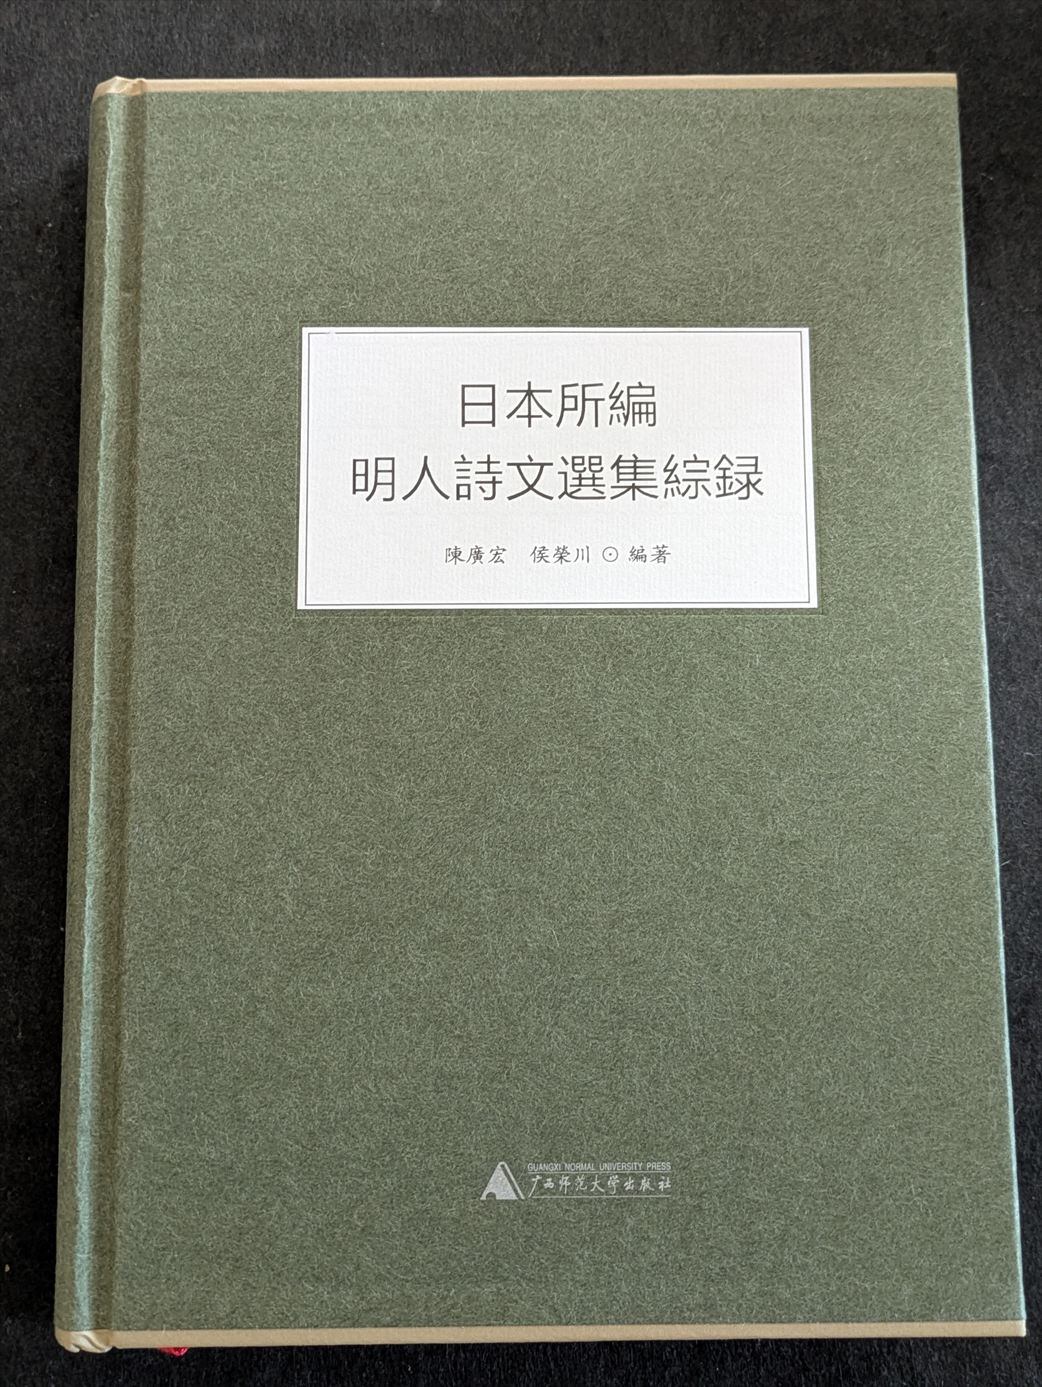 日本所編
明人詩文選集綜録
陳廣宏　侯榮川⊙編著
GUANGXI NORMAL UNIVERSITY PRESS
广西师范大学出版社